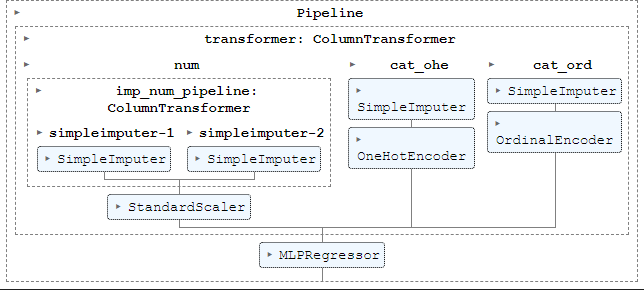 Pipeline
transformer: ColumnTransformer
num cat_ohe cat_ord
imp_num_pipeline:
ColumnTransformer
simpleimputer-1 simpleimputer-2
SimpleImputer SimpleImputer
StandardScaler
SimpleImputer
OneHotEncoder
SimpleImputer
OrdinalEncoder
MLPRegressor